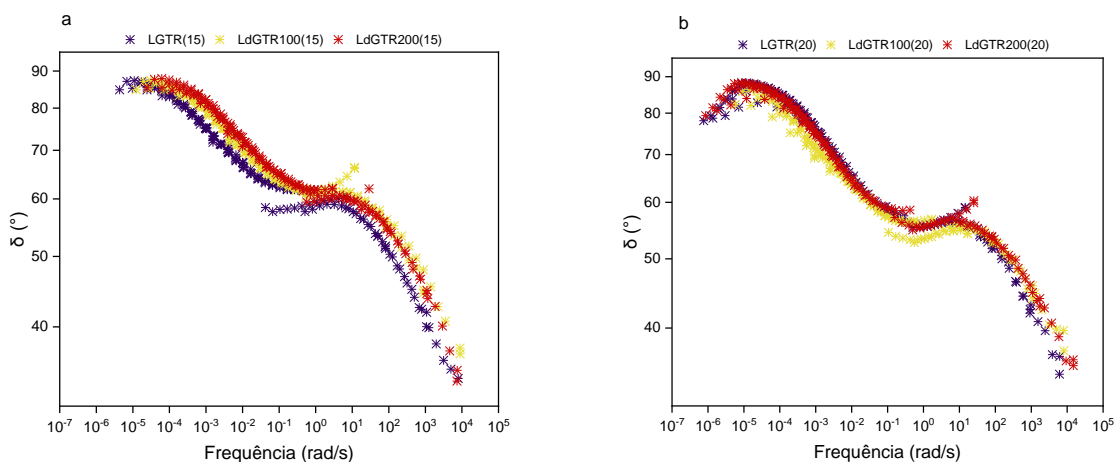 a
LGTR(15) LdGTR100(15) LdGTR200(15)
90
80
70
60
50
40
δ (°)
10-7 10-6 10-5 10-4 10-3 10-2 10-1 100 101 102 103 104 105
Frequência (rad/s)
b
LGTR(20) LdGTR100(20) LdGTR200(20)
90
80
70
60
50
40
δ (°)
10-7 10-6 10-5 10-4 10-3 10-2 10-1 100 101 102 103 104 105
Frequência (rad/s)